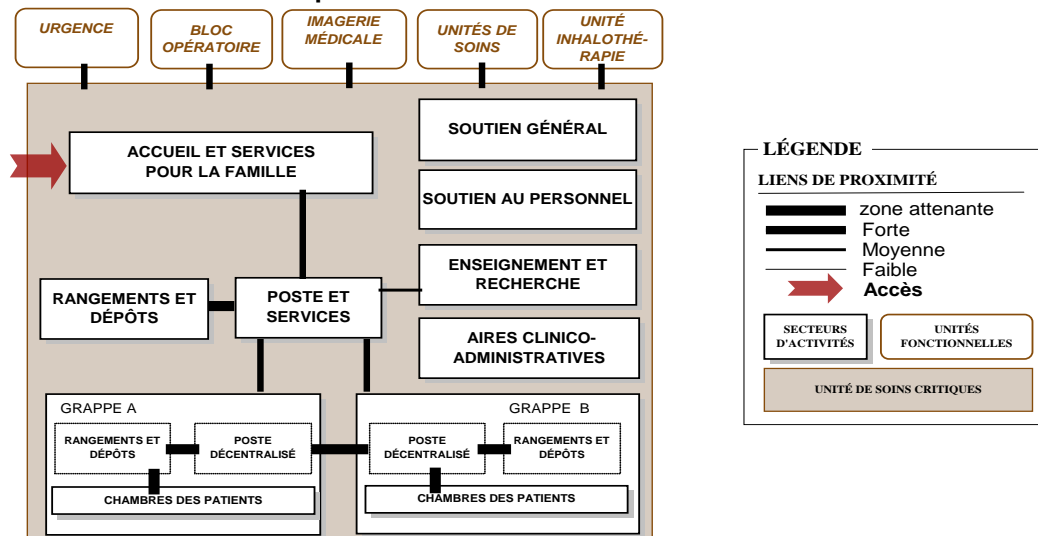 URGENCE
BLOC
OPÉRATOIRE
IMAGERIE
MÉDICALE
UNITÉS DE
SOINS
UNITÉ
INHALOTHÉ-
RAPIE
ACCUEIL ET SERVICES
POUR LA FAMILLE
SOUTIEN GÉNÉRAL
SOUTIEN AU PERSONNEL
ENSEIGNEMENT ET
RECHERCHE
RANGEMENTS ET
DÉPÔTS
POSTE ET
SERVICES
AIRES CLINICO-
ADMINISTRATIVES
GRAPPE A
RANGEMENTS ET
DÉPÔTS
POSTE
DÉCENTRALISÉ
CHAMBRES DES PATIENTS
GRAPPE B
POSTE
DÉCENTRALISÉ
RANGEMENTS ET
DÉPÔTS
CHAMBRES DES PATIENTS
LÉGENDE
LIENS DE PROXIMITÉ
zone attenante
Forte
Moyenne
Faible
Accès
SECTEURS
D'ACTIVITÉS
UNITÉS
FONCTIONNELLES
UNITÉ DE SOINS CRITIQUES